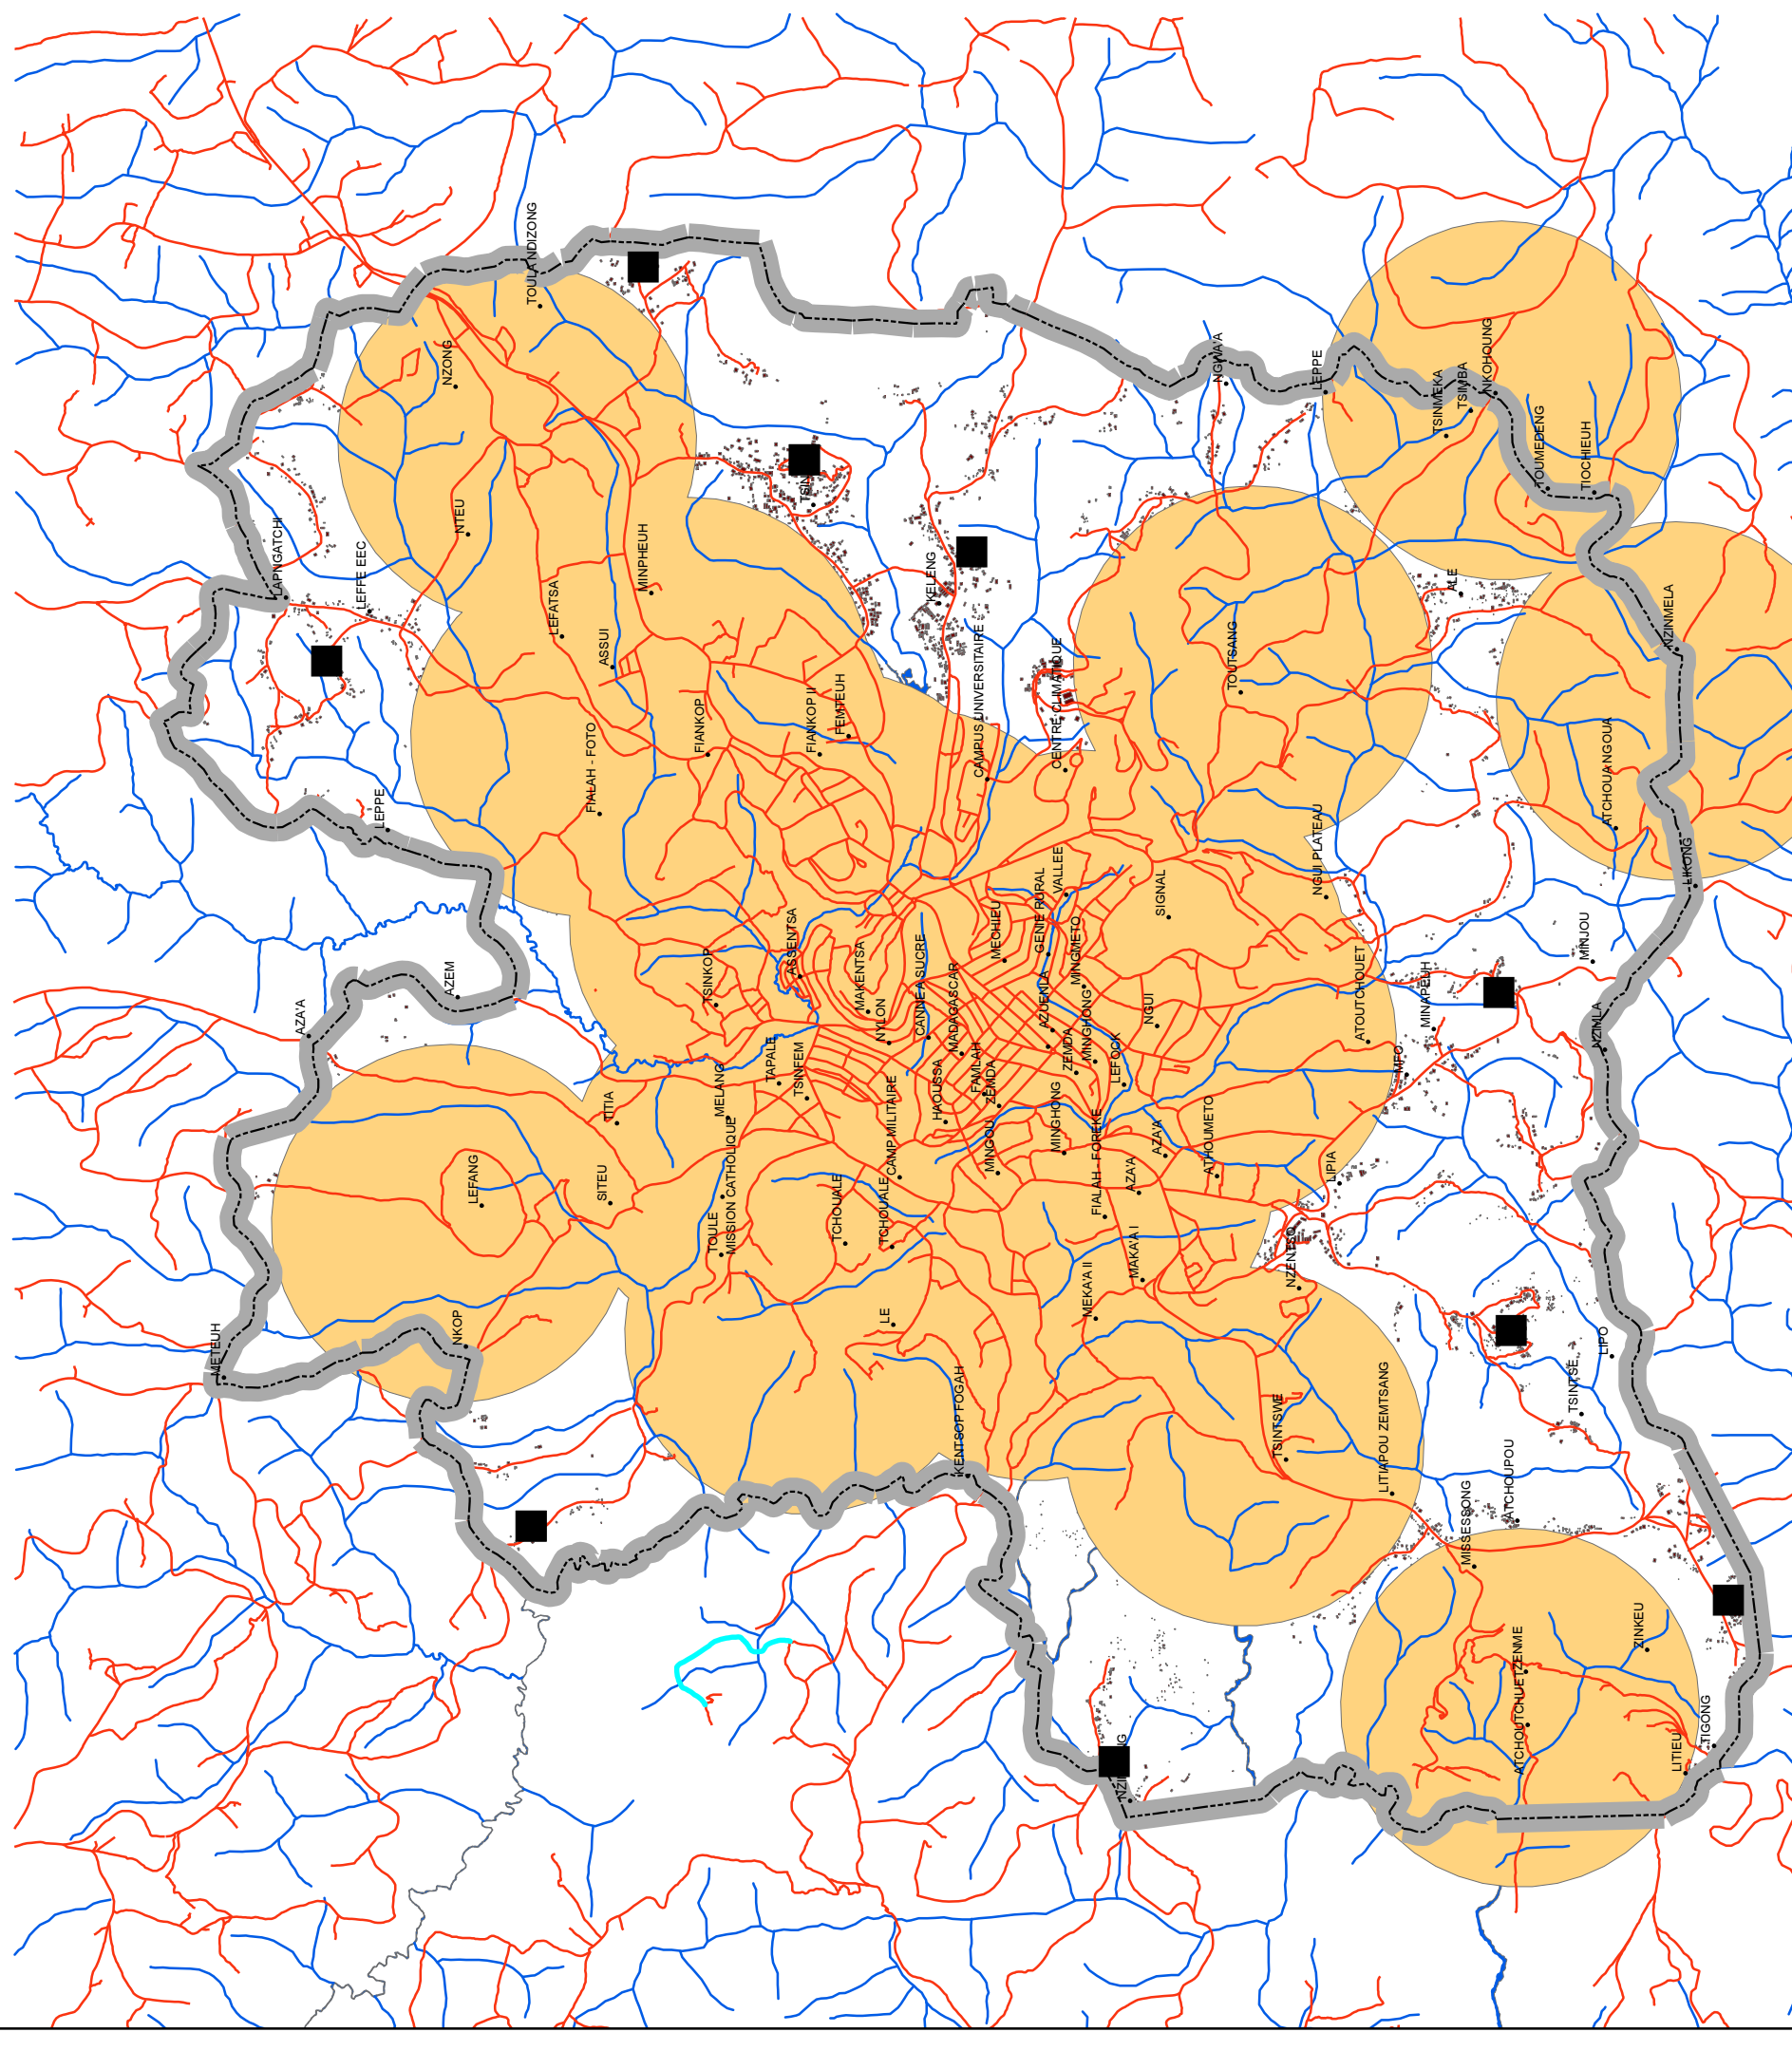 TOULA NDIZONG
NZONG
NGWA'A
LEPPE
NKOHOUNG
TSIMBA
TSINMEKA
TOUMEDENG
TIOCHIEUH
LAPNGATCHI
LEFFE EEC
NTEU
MINPHEUH
LEFATSA
ASSUI
KELENG
ALE
NZINMELA
CAMPUS UNIVERSITAIRE
CENTRE CLIMATIQUE
TOUTSANG
FIANKOP
FIANKOP II
FEMTEUH
FIALAH - FOTO
ATCHOUANGOUA
LEPPE
LIKONG
NGUI PLATEAU
VALLEE
GENIE RURAL
SIGNAL
MECHIEU
MINGMETO
ASSENTSA
MAKENTSA
NYLON
CANNE A SUCRE
MADAGASCAR
TSINKOP
AZEM
AZA'A
AZUENLA
ZEMDA
MINGHONG
NGUI
LEFOCK
ATOUTCHOUET
MINAPEUH
MINJOU
NZIMLA
MFO
TAPALE
TSINFEM
MELANG
TITIA
HAOUSSA
FAMLAH
ZEMDA
CAMP MILITAIRE
MINGOU
MINGHONG
FIALAH - FOREKE
AZA'A
AZA'A
ATHOUMETO
LIPIA
LEFANG
SITEU
TOULE
MISSION CATHOLIQUE
TCHOUALE
TCHOUALE
MAKA'A I
MEKA'A II
NZENTSO
METEUH
NKOP
LE
KENTSOP FOGAH
TSINTSWE
LITIAPOU ZEMTSANG
LIPO
TSINTSE
ATCHOUPOU
MISSESSONG
ZINKEU
ATCHOUTCHUETZENME
LITIEU
TIGONG